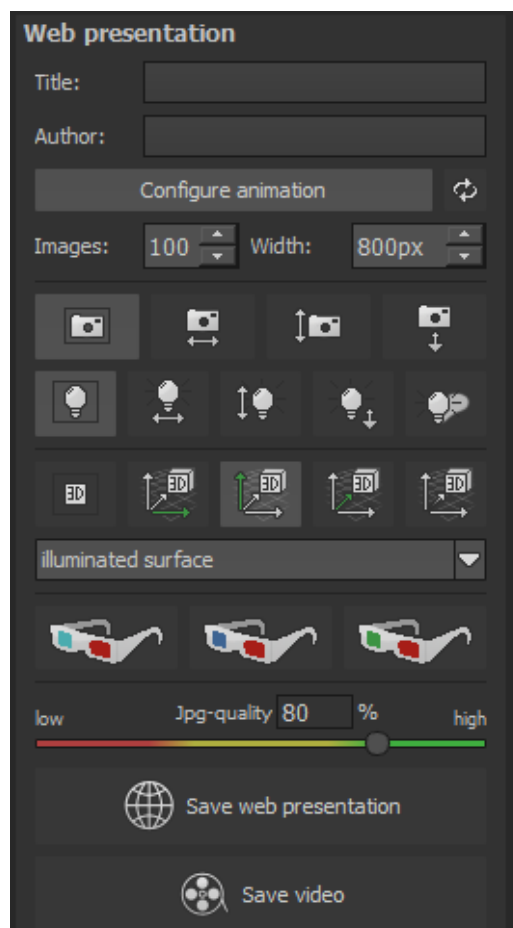 Web presentation
Title:
Author:
Configure animation
Images: 100 Width: 800px
3D 3D 3D 3D 3D
illuminated surface
low Jpg-quality 80 % high
Save web presentation
Save video